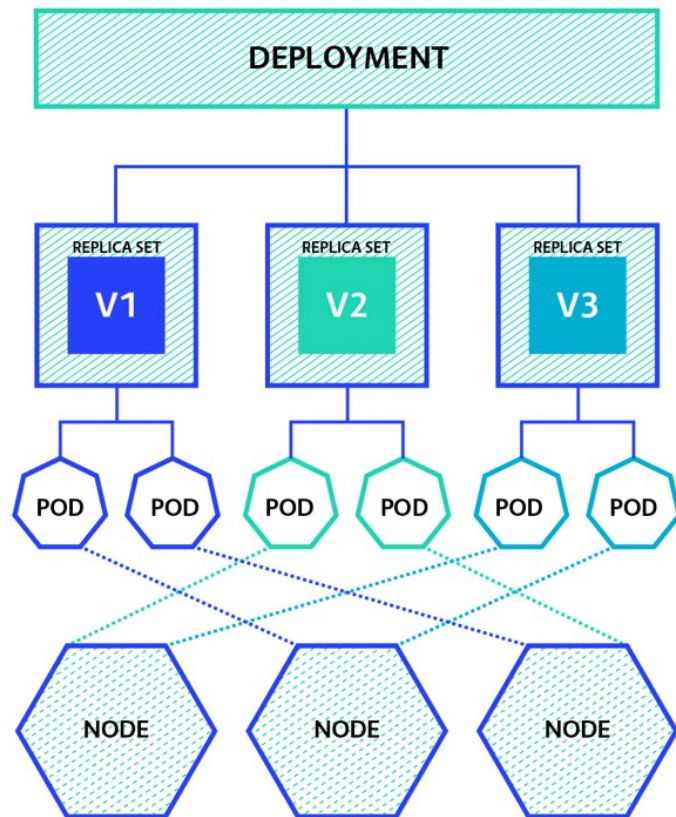 DEPLOYMENT
REPLICA SET
V1
REPLICA SET
V2
REPLICA SET
V3
POD
POD
POD
POD
POD
POD
NODE
NODE
NODE